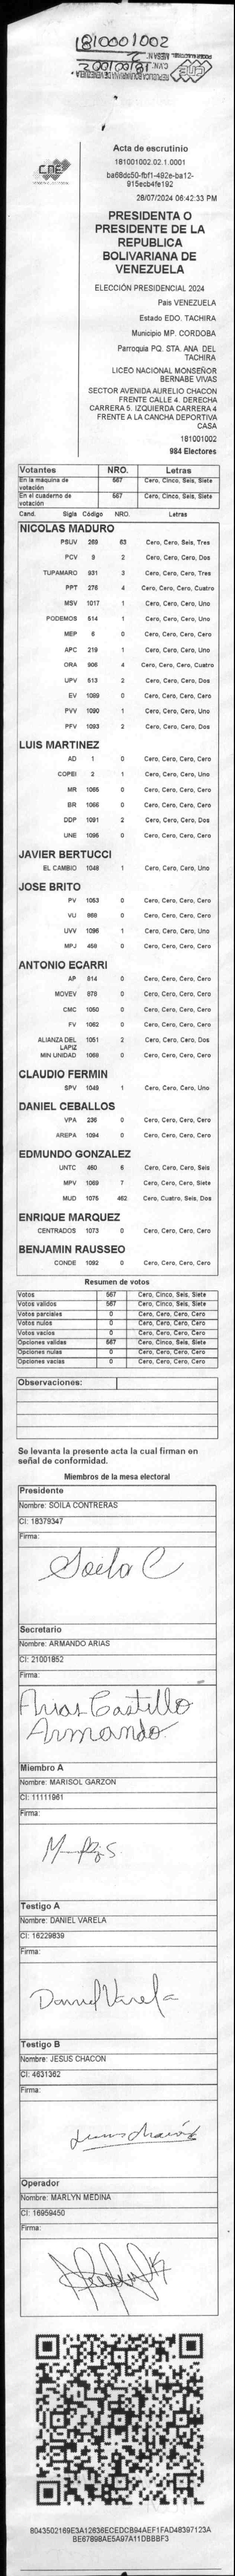 1810001002
CNE
Acta de escrutinio
181001002.02.1.0001
ba68dc50-fbf1-492e-ba12-
915ecb4fe192
28/07/2024 06:42:33 PM
PRESIDENTA O
PRESIDENTE DE LA
REPUBLICA
BOLIVARIANA DE
VENEZUELA
ELECCIÓN PRESIDENCIAL 2024
Pais VENEZUELA
Estado EDO. TACHIRA
Municipio MP. CORDOBA
Parroquia PQ. STA. ANA DEL
TACHIRA
LICEO NACIONAL MONSEÑOR
BERNABE VIVAS
SECTOR AVENIDA AURELIO CHACON
FRENTE CALLE 4. DERECHA
CARRERA 5. IZQUIERDA CARRERA 4
FRENTE A LA CANCHA DEPORTIVA
CASA
181001002
984 Electores
Votantes NRO. Letras
En la máquina de votación 567 Cero, Cinco, Seis, Siete
En el cuaderno de votación 567 Cero, Cinco, Seis, Siete
Cand. Sigla Código NRO. Letras
NICOLAS MADURO
PSUV 269 63 Cero, Cero, Seis, Tres
PCV 9 2 Cero, Cero, Cero, Dos
TUPAMARO 931 3 Cero, Cero, Cero, Tres
PPT 276 4 Cero, Cero, Cero, Cuatro
MSV 1017 1 Cero, Cero, Cero, Uno
PODEMOS 514 1 Cero, Cero, Cero, Uno
MEP 6 0 Cero, Cero, Cero, Cero
APC 219 1 Cero, Cero, Cero, Uno
ORA 906 4 Cero, Cero, Cero, Cuatro
UPV 513 2 Cero, Cero, Cero, Dos
EV 1089 0 Cero, Cero, Cero, Cero
PVV 1090 1 Cero, Cero, Cero, Uno
PFV 1093 2 Cero, Cero, Cero, Dos
LUIS MARTINEZ
AD 1 0 Cero, Cero, Cero, Cero
COPEI 2 1 Cero, Cero, Cero, Uno
MR 1065 0 Cero, Cero, Cero, Cero
BR 1066 0 Cero, Cero, Cero, Cero
DDP 1091 2 Cero, Cero, Cero, Dos
UNE 1095 0 Cero, Cero, Cero, Cero
JAVIER BERTUCCI
EL CAMBIO 1048 1 Cero, Cero, Cero, Uno
JOSE BRITO
PV 1053 0 Cero, Cero, Cero, Cero
VU 968 0 Cero, Cero, Cero, Cero
UVV 1096 1 Cero, Cero, Cero, Uno
MPJ 458 0 Cero, Cero, Cero, Cero
ANTONIO ECARRI
AP 814 0 Cero, Cero, Cero, Cero
MOVEV 878 0 Cero, Cero, Cero, Cero
CMC 1050 0 Cero, Cero, Cero, Cero
FV 1062 0 Cero, Cero, Cero, Cero
ALIANZA DEL LAPIZ 1051 2 Cero, Cero, Cero, Dos
MIN UNIDAD 1068 0 Cero, Cero, Cero, Cero
CLAUDIO FERMIN
SPV 1049 1 Cero, Cero, Cero, Uno
DANIEL CEBALLOS
VPA 236 0 Cero, Cero, Cero, Cero
AREPA 1094 0 Cero, Cero, Cero, Cero
EDMUNDO GONZALEZ
UNTC 460 6 Cero, Cero, Cero, Seis
MPV 1069 7 Cero, Cero, Cero, Siete
MUD 1075 462 Cero, Cuatro, Seis, Dos
ENRIQUE MARQUEZ
CENTRADOS 1073 0 Cero, Cero, Cero, Cero
BENJAMIN RAUSSEO
CONDE 1092 0 Cero, Cero, Cero, Cero
Resumen de votos
Votos 567 Cero, Cinco, Seis, Siete
Votos validos 567 Cero, Cinco, Seis, Siete
Votos parciales 0 Cero, Cero, Cero, Cero
Votos nulos 0 Cero, Cero, Cero, Cero
Votos vacios 0 Cero, Cero, Cero, Cero
Opciones validas 567 Cero, Cinco, Seis, Siete
Opciones nulas 0 Cero, Cero, Cero, Cero
Opciones vacias 0 Cero, Cero, Cero, Cero
Observaciones:
Se levanta la presente acta la cual firman en
señal de conformidad.
Miembros de la mesa electoral
Presidente
Nombre: SOILA CONTRERAS
CI: 18379347
Firma:
Soila C
Secretario
Nombre: ARMANDO ARIAS
CI: 21001852
Firma:
Arias Castillo
Armando.
Miembro A
Nombre: MARISOL GARZON
CI: 11111961
Firma:
Testigo A
Nombre: DANIEL VARELA
CI: 16229839
Firma:
Daniel Varela
Testigo B
Nombre: JESUS CHACON
CI: 4631362
Firma:
Operador
Nombre: MARLYN MEDINA
CI: 16959450
Firma:
8043502169E3A12636ECEDCB94AEF1FAD48397123A
BE67898AE5A97A11DBBBF3